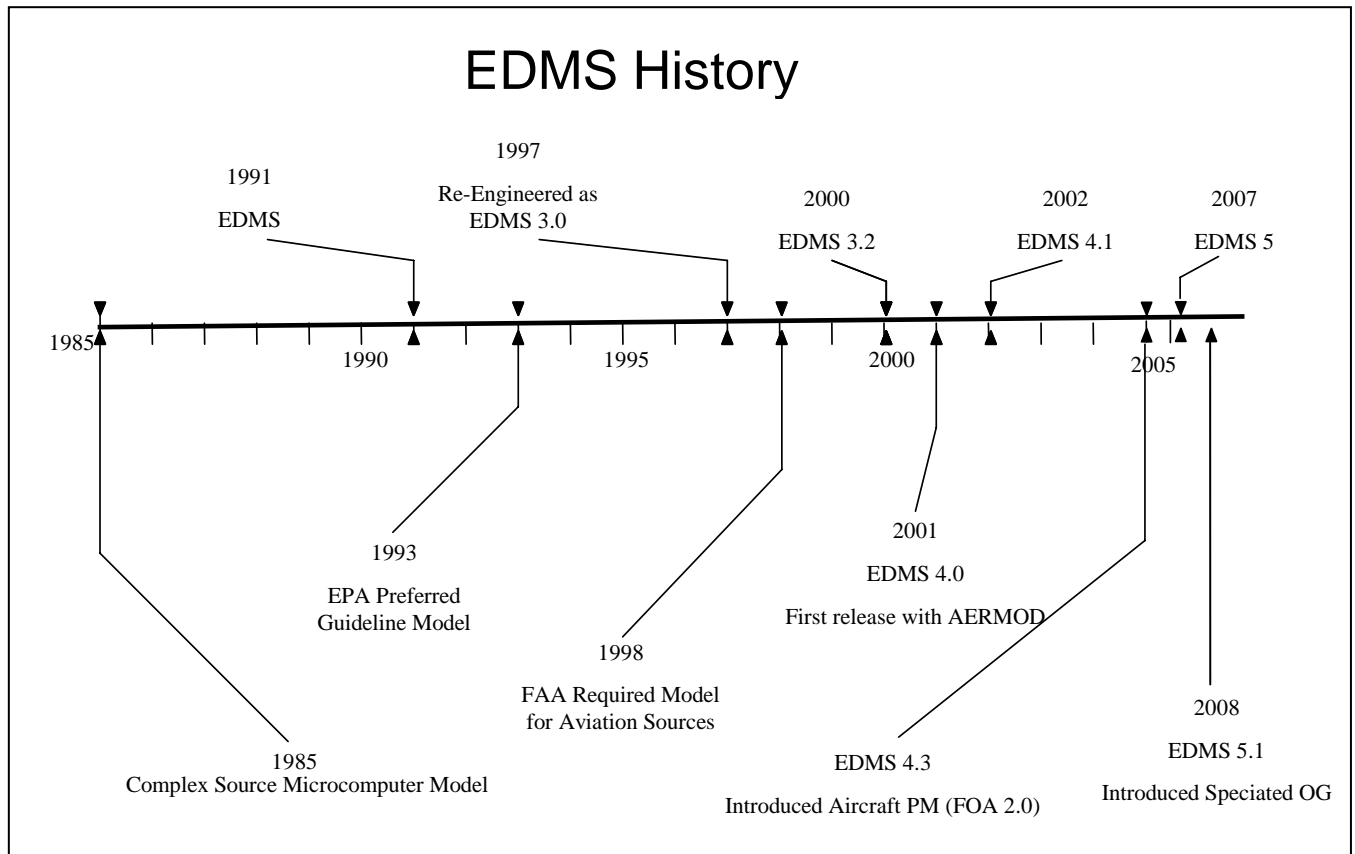 EDMS History
1997
1991
Re-Engineered as
EDMS 3.0
EDMS
2000
2002
2007
EDMS 3.2
EDMS 4.1
EDMS 5
1985
1990
1995
2000
2005
1993
EPA Preferred
Guideline Model
2001
EDMS 4.0
First release with AERMOD
1998
FAA Required Model
for Aviation Sources
1985
Complex Source Microcomputer Model
EDMS 4.3
Introduced Aircraft PM (FOA 2.0)
2008
EDMS 5.1
Introduced Speciated OG